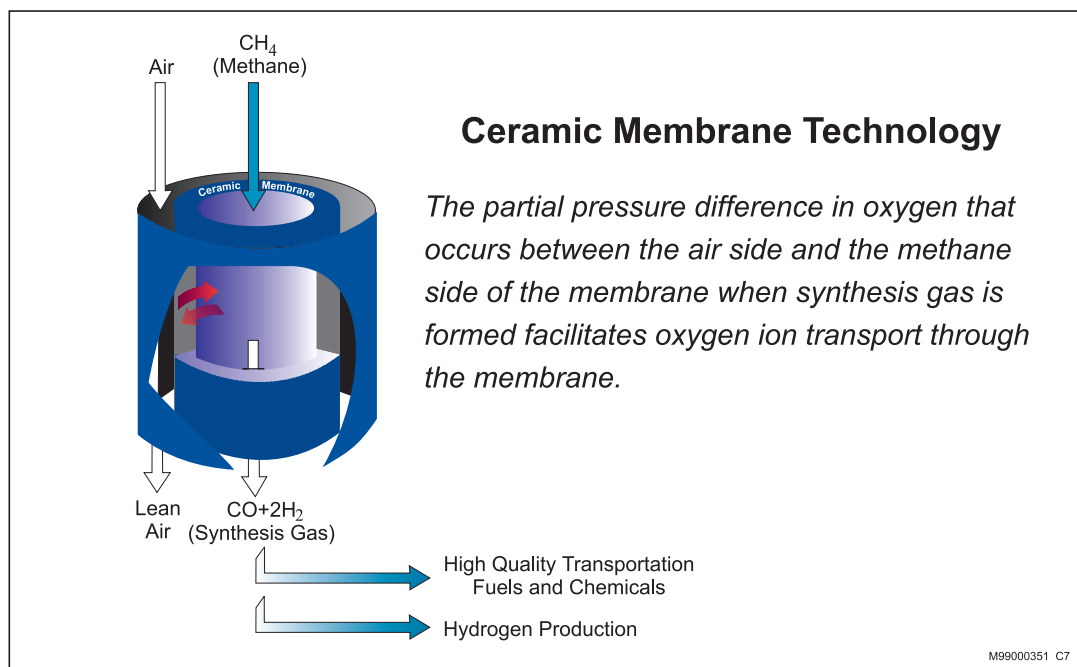 Air
CH4
(Methane)
Ceramic Membrane
Ceramic Membrane Technology
The partial pressure difference in oxygen that
occurs between the air side and the methane
side of the membrane when synthesis gas is
formed facilitates oxygen ion transport through
the membrane.
Lean
Air
CO+2H2
(Synthesis Gas)
High Quality Transportation
Fuels and Chemicals
Hydrogen Production
M99000351 C7